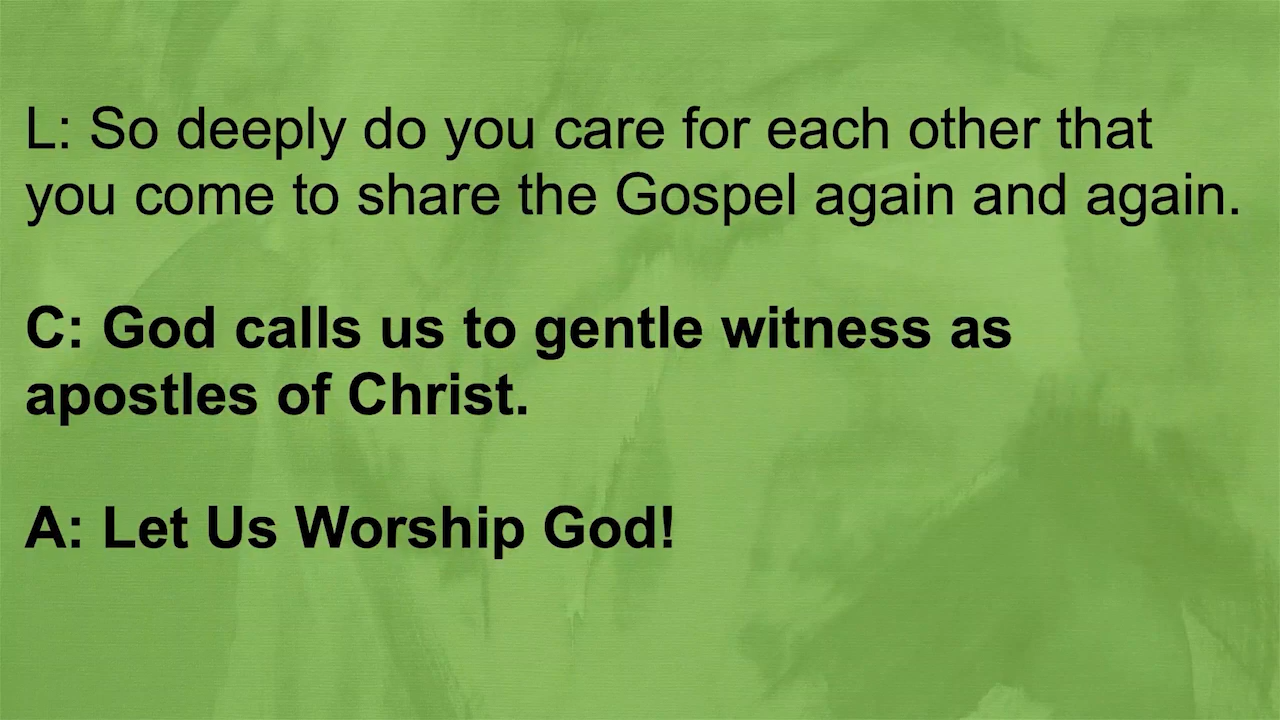 L: So deeply do you care for each other that
you come to share the Gospel again and again.
C: God calls us to gentle witness as
apostles of Christ.
A: Let Us Worship God!